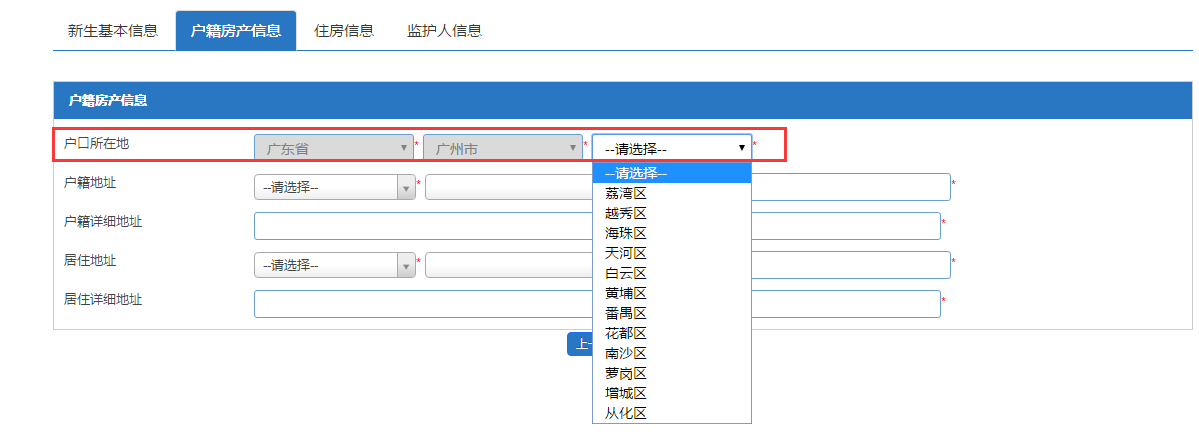 新生基本信息 户籍房产信息 住房信息 监护人信息
户籍房产信息
户口所在地 广东省 * 广州市 * --请选择-- *
--请选择--
户籍地址 --请选择-- * *
荔湾区
越秀区
户籍详细地址 *
海珠区
天河区
居住地址 --请选择-- * *
白云区
黄埔区
居住详细地址 *
番禺区
花都区
上一
南沙区
萝岗区
增城区
从化区